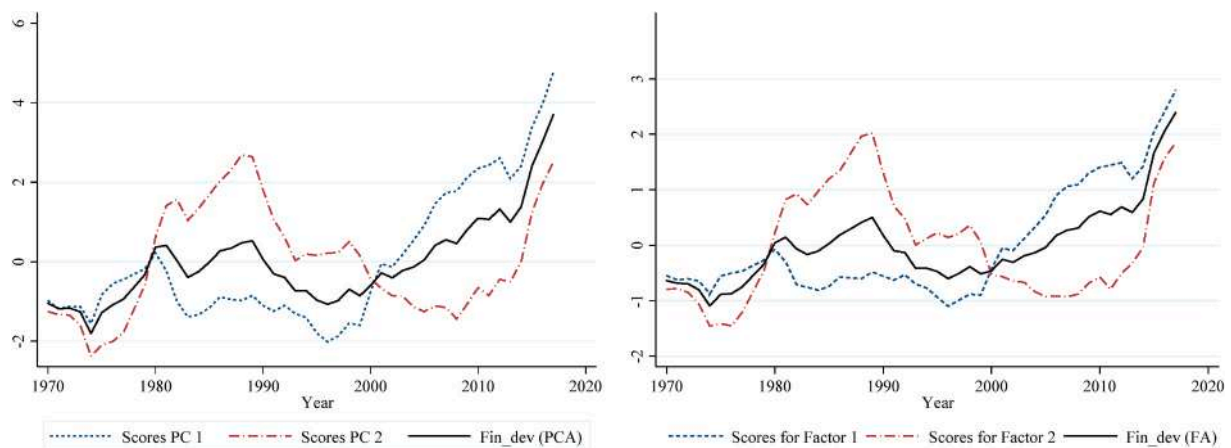 6
4
2
0
-2
1970 1980 1990 2000 2010 2020
Year
Scores PC 1 Scores PC 2 Fin_dev (PCA)
3
2
1
0
-1
-2
1970 1980 1990 2000 2010 2020
Year
Scores for Factor 1 Scores for Factor 2 Fin_dev (FA)